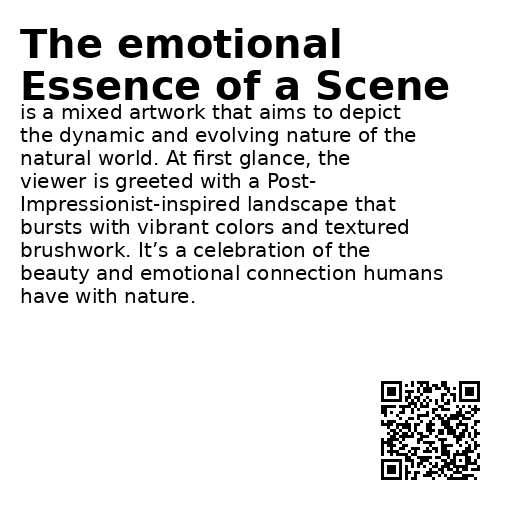 The emotional
Essence of a Scene
is a mixed artwork that aims to depict
the dynamic and evolving nature of the
natural world. At first glance, the
viewer is greeted with a Post-
Impressionist-inspired landscape that
bursts with vibrant colors and textured
brushwork. It’s a celebration of the
beauty and emotional connection humans
have with nature.